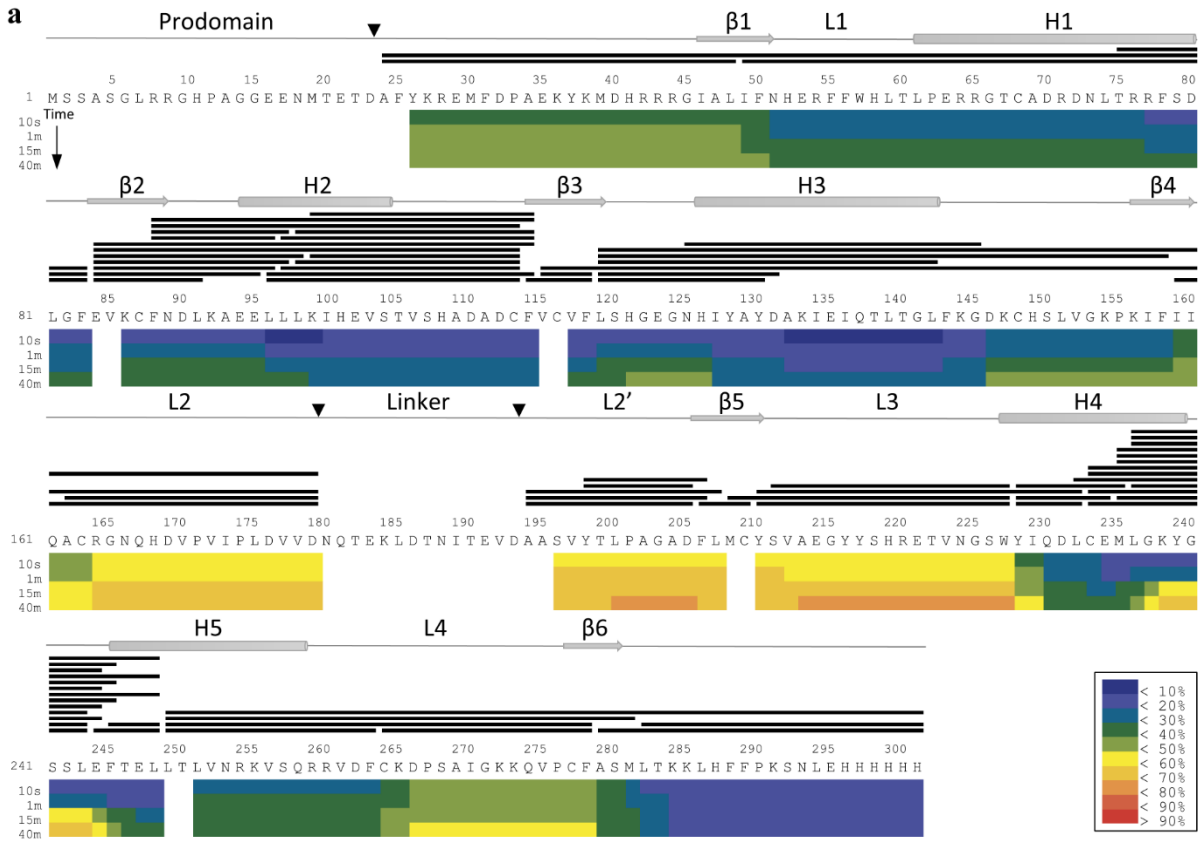 a
Prodomain β1 L1 H1
5 10 15 20 25 30 35 40 45 50 55 60 65 70 75 80
1 M S S A S G L R R G H P A G G E E N M T E T D A F Y K R E M F D P A E K Y K M D H R R R G I A L I F N H E R F F W H L T L P E R R G T C A D R D N L T R R F S D
Time
10s
1m
15m
40m
β2 H2 β3 H3 β4
85 90 95 100 105 110 115 120 125 130 135 140 145 150 155 160
81 L G F E V K C F N D L K A E E L L L K I H E V S T V S H A D A D C F V C V F L S H G E G N H I Y A Y D A K I E I Q T L T G L F K G D K C H S L V G K P K I F I I
10s
1m
15m
40m
L2 Linker L2’ β5 L3 H4
165 170 175 180 185 190 195 200 205 210 215 220 225 230 235 240
161 Q A C R G N Q H D V P V I P L D V V D N Q T E K L D T N I T E V D A A S V Y T L P A G A D F L M C Y S V A E G Y Y S H R E T V N G S W Y I Q D L C E M L G K Y G
10s
1m
15m
40m
H5 L4 β6
245 250 255 260 265 270 275 280 285 290 295 300
241 S S L E F T E L L T L V N R K V S Q R R V D F C K D P S A I G K K Q V P C F A S M L T K K L H F F P K S N L E H H H H H H
10s
1m
15m
40m
< 10%
< 20%
< 30%
< 40%
< 50%
< 60%
< 70%
< 80%
< 90%
> 90%